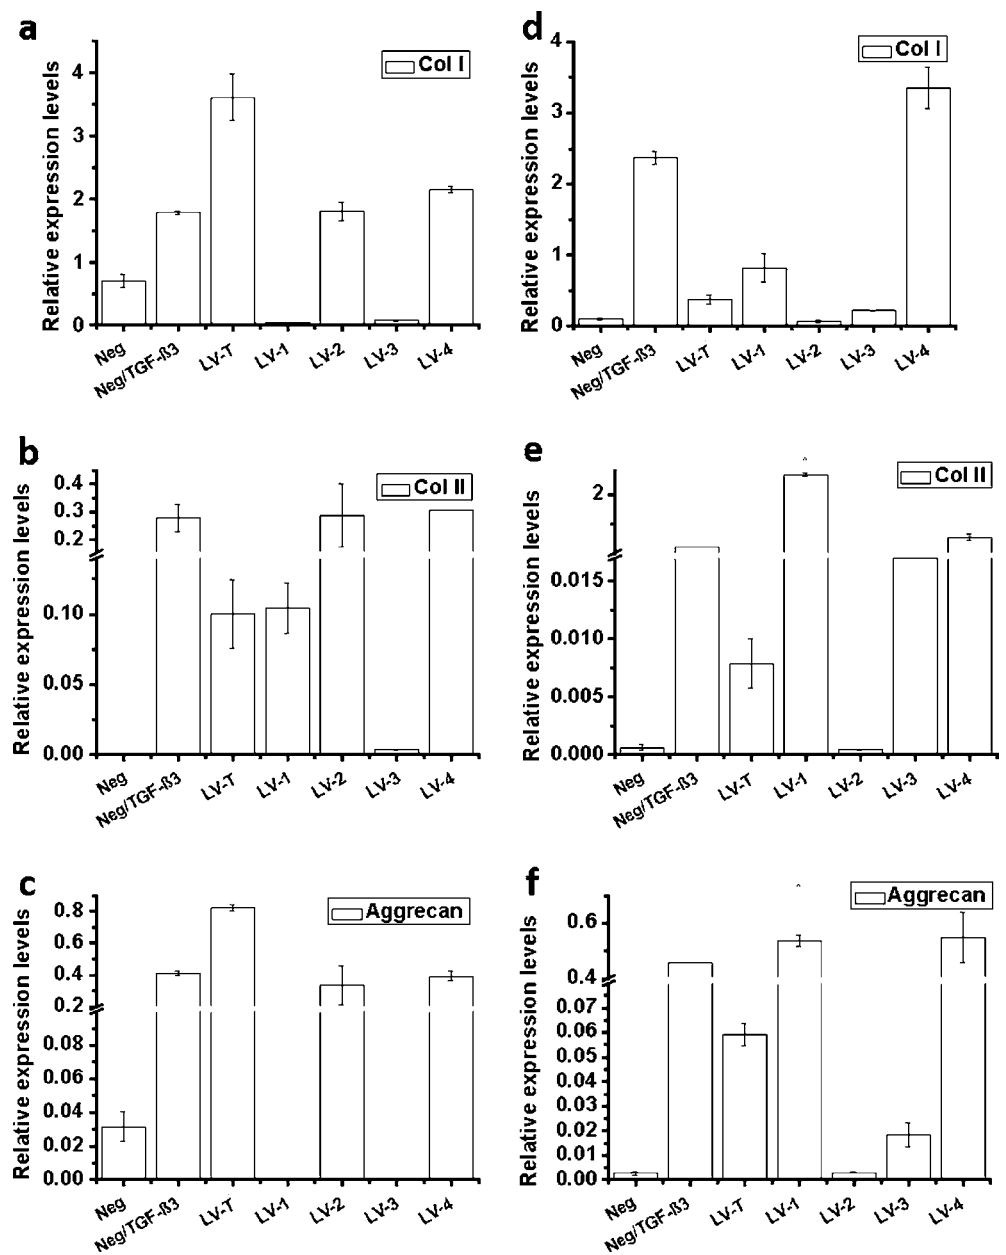 a
Relative expression levels
Col I
4
3
2
1
0
Neg
Neg/TGF-ß3
LV-T
LV-1
LV-2
LV-3
LV-4
d
Relative expression levels
Col I
4
3
2
1
0
Neg
Neg/TGF-ß3
LV-T
LV-1
LV-2
LV-3
LV-4
b
Relative expression levels
Col II
0.4
0.3
0.2
0.10
0.05
0.00
Neg
Neg/TGF-ß3
LV-T
LV-1
LV-2
LV-3
LV-4
e
Relative expression levels
Col II
2
0.015
0.010
0.005
0.000
Neg
Neg/TGF-ß3
LV-T
LV-1
LV-2
LV-3
LV-4
c
Relative expression levels
Aggrecan
0.8
0.6
0.4
0.2
0.08
0.06
0.04
0.02
0.00
Neg
Neg/TGF-ß3
LV-T
LV-1
LV-2
LV-3
LV-4
f
Relative expression levels
Aggrecan
0.6
0.4
0.07
0.06
0.05
0.04
0.03
0.02
0.01
0.00
Neg
Neg/TGF-ß3
LV-T
LV-1
LV-2
LV-3
LV-4